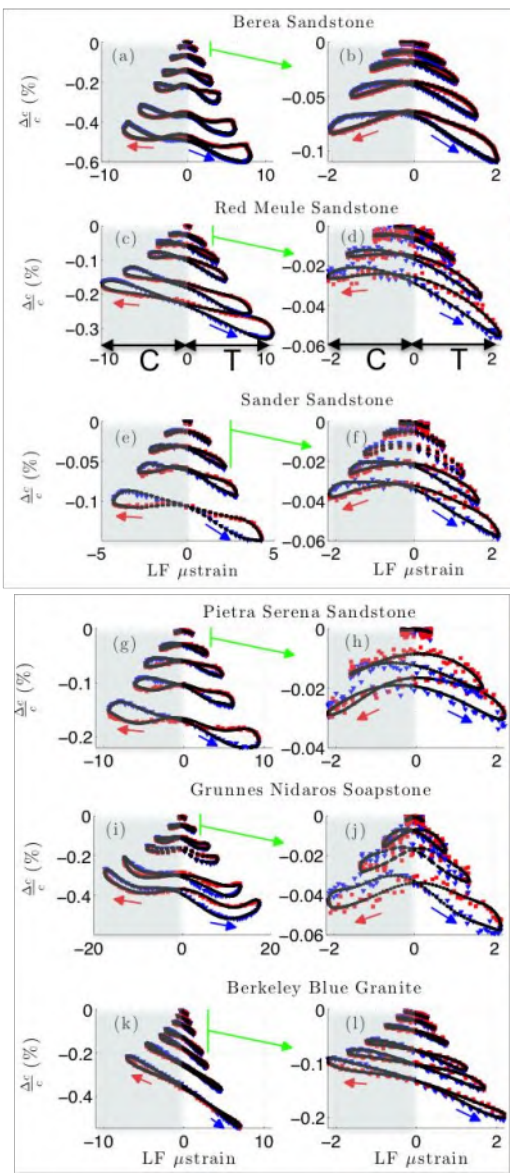 Berea Sandstone
Δc/c (%)
(a)
0
−0.2
−0.4
−0.6
−10 0 10
(b)
0
−0.05
−0.1
−2 0 2
Red Meule Sandstone
Δc/c (%)
(c)
0
−0.1
−0.2
−0.3
−10 0 10
C T
(d)
0
−0.02
−0.04
−0.06
−2 0 2
C T
Sander Sandstone
Δc/c (%)
(e)
0
−0.05
−0.1
−5 0 5
LF μstrain
(f)
0
−0.02
−0.04
−0.06
−2 0 2
LF μstrain
Pietra Serena Sandstone
Δc/c (%)
(g)
0
−0.1
−0.2
−10 0 10
(h)
0
−0.02
−0.04
−2 0 2
Grunnes Nidaros Soapstone
Δc/c (%)
(i)
0
−0.2
−0.4
−20 0 20
(j)
0
−0.02
−0.04
−0.06
−2 0 2
Berkeley Blue Granite
Δc/c (%)
(k)
0
−0.2
−0.4
−10 0 10
LF μstrain
(l)
0
−0.1
−0.2
−2 0 2
LF μstrain